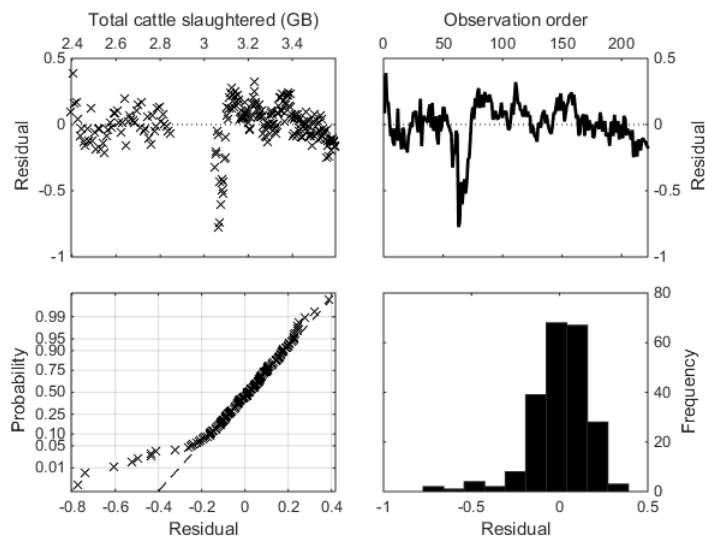 Total cattle slaughtered (GB)
2.4 2.6 2.8 3 3.2 3.4
Observation order
0 50 100 150 200
0.5
0
-0.5
-1
Residual
0.5
0
-0.5
-1
Residual
Probability
0.99
0.95
0.90
0.75
0.50
0.25
0.10
0.05
0.01
-0.8 -0.6 -0.4 -0.2 0 0.2 0.4
Residual
80
60
40
20
0
Frequency
-1 -0.5 0 0.5
Residual